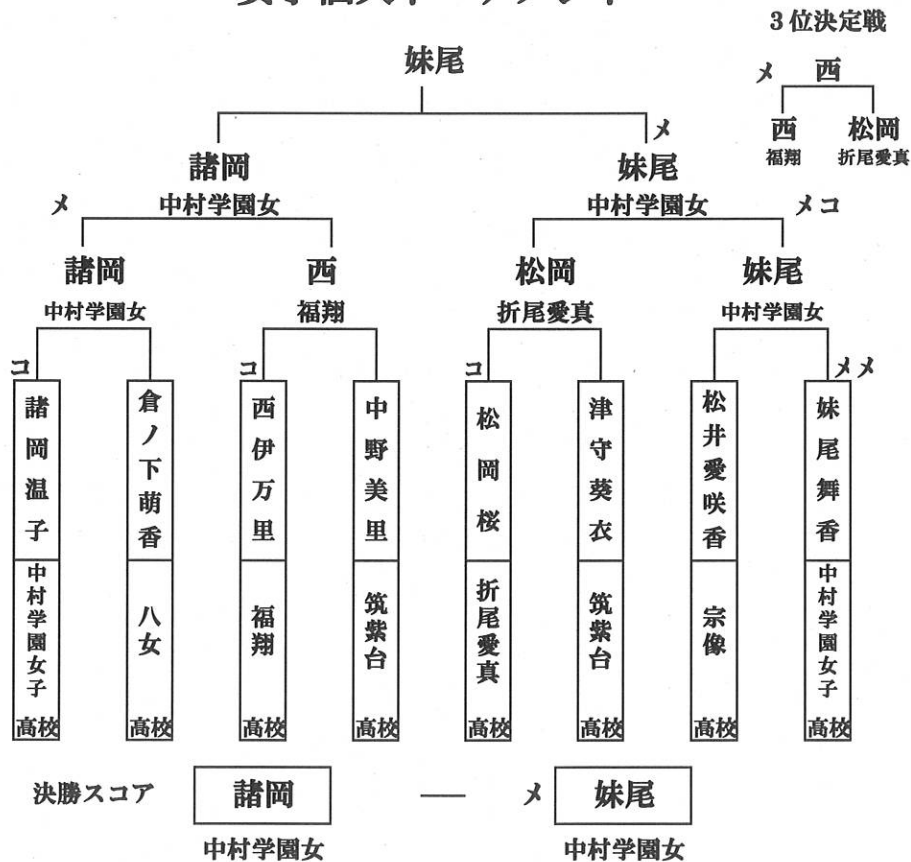 3位決定戦
妹尾
メ 西
西 松岡
福翔 折尾愛真
メ
諸岡 妹尾
メ 中村学園女 中村学園女 メコ
諸岡 西 松岡 妹尾
中村学園女 福翔 折尾愛真 中村学園女
コ コ コ メメ
諸岡温子 倉ノ下萌香 西伊万里 中野美里 松岡桜 津守葵衣 松井愛咲香 妹尾舞香
中村学園女子 八女 福翔 筑紫台 折尾愛真 筑紫台 宗像 中村学園女子
高校 高校 高校 高校 高校 高校 高校 高校
決勝スコア 諸岡 — メ 妹尾
中村学園女 中村学園女